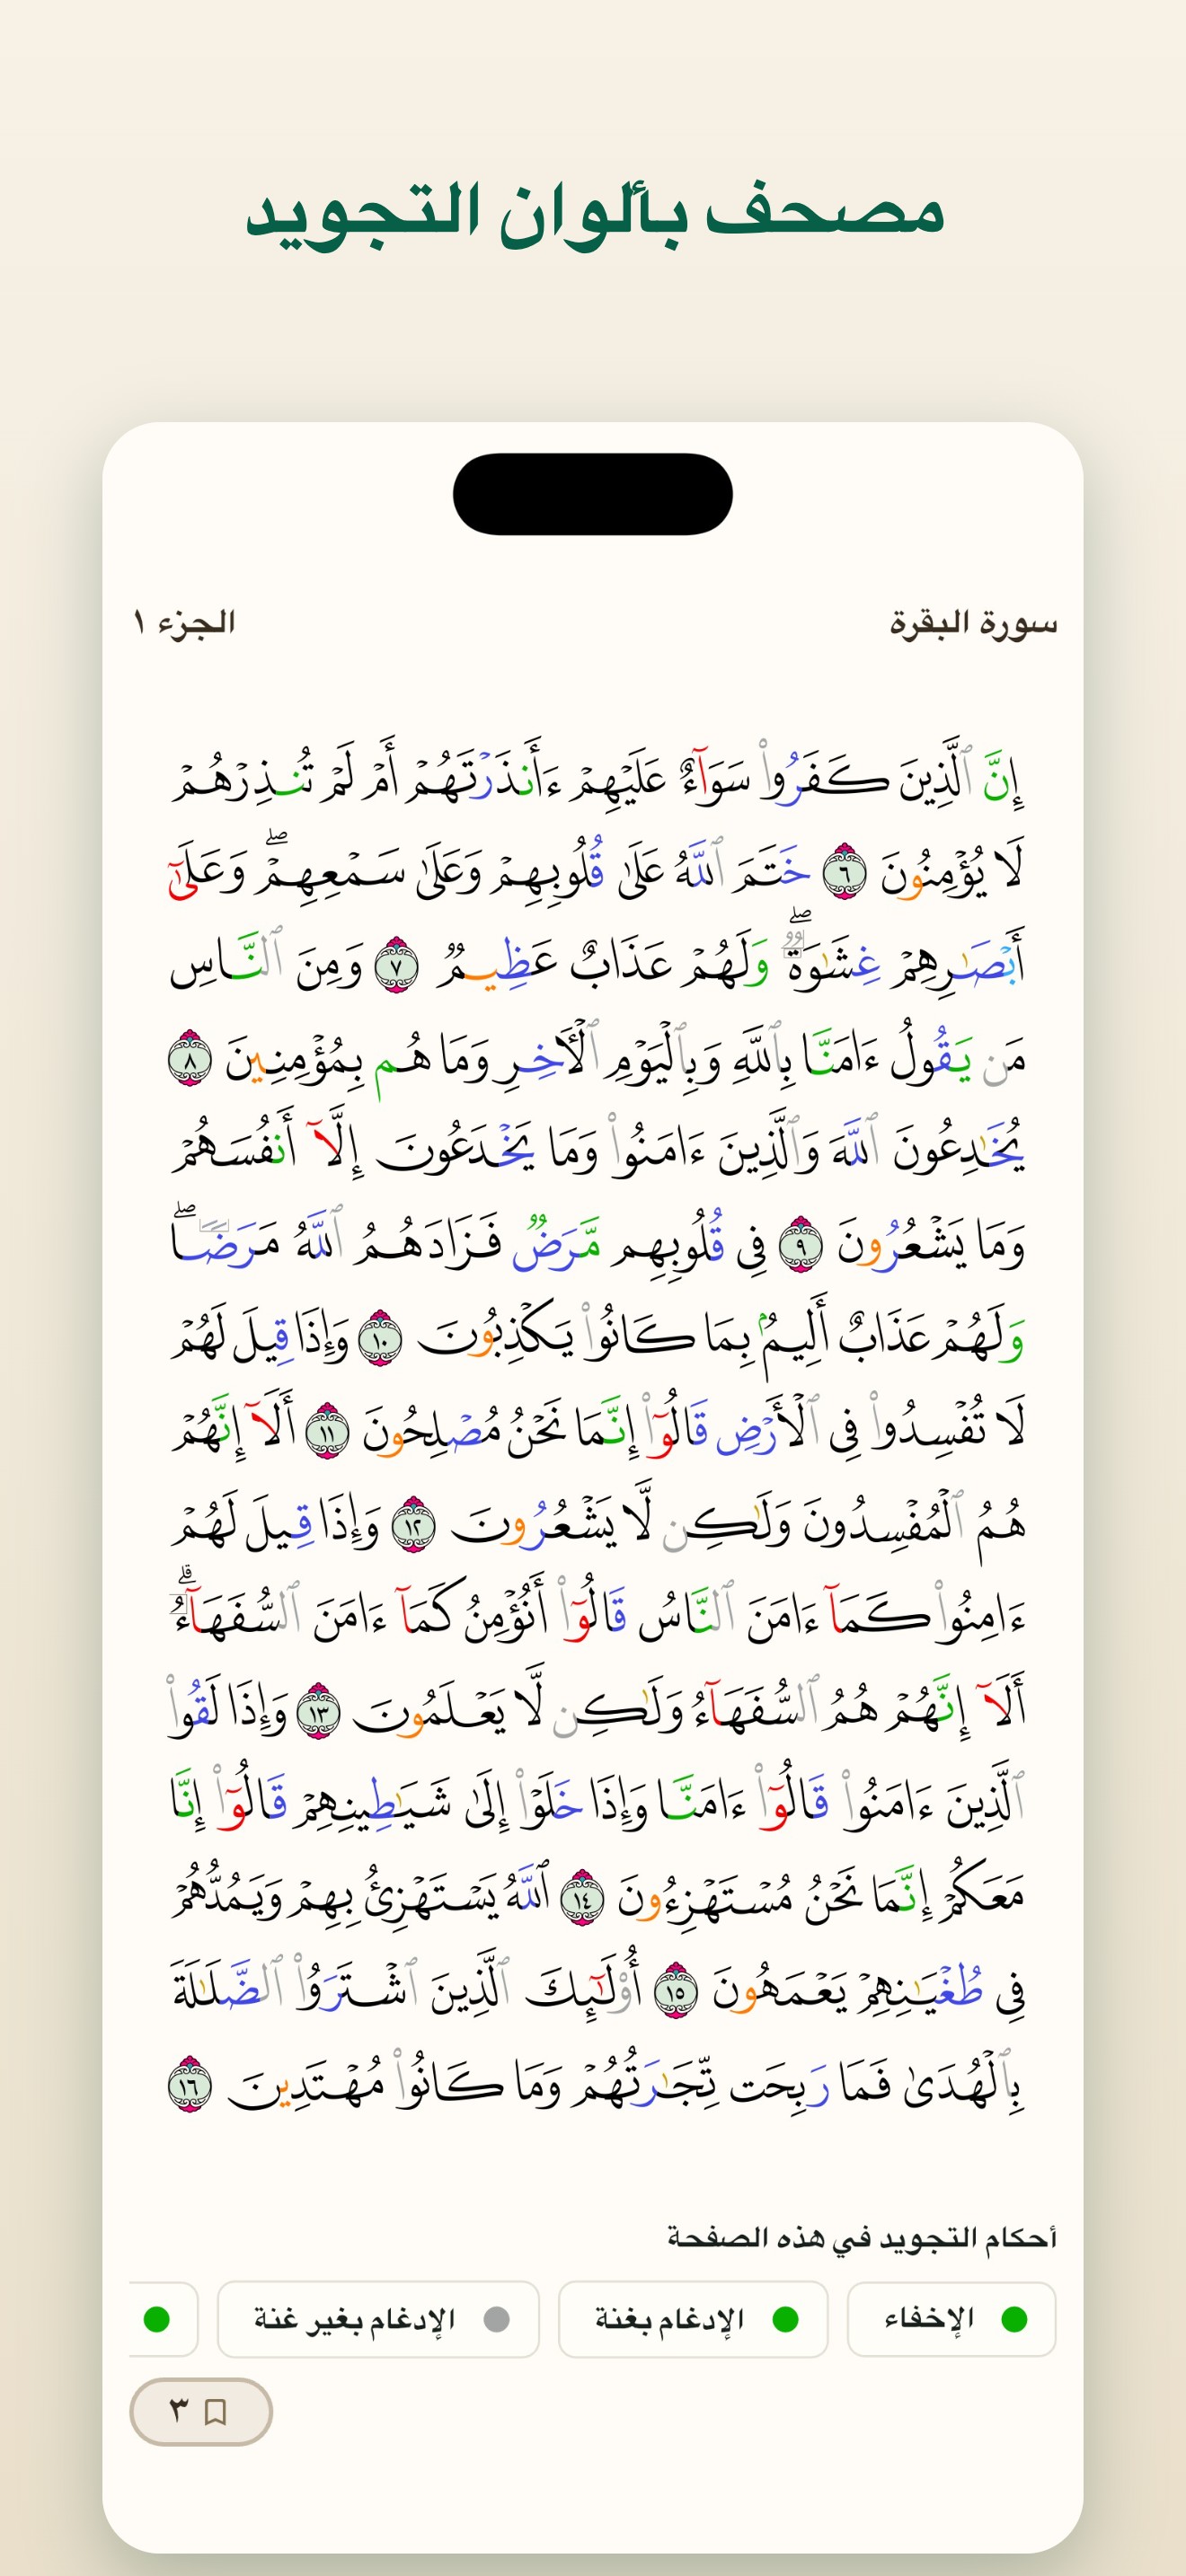 مصحف بألوان التجويد
سورة البقرة
الجزء ١
إِنَّ ٱلَّذِينَ كَفَرُوا۟ سَوَآءٌ عَلَيْهِمْ ءَأَنذَرْتَهُمْ أَمْ لَمْ تُنذِرْهُمْ
لَا يُؤْمِنُونَ ٦ خَتَمَ ٱللَّهُ عَلَىٰ قُلُوبِهِمْ وَعَلَىٰ سَمْعِهِمْ ۖ وَعَلَىٰٓ
أَبْصَـٰرِهِمْ غِشَـٰوَةٌ ۖ وَلَهُمْ عَذَابٌ عَظِيمٌ ٧ وَمِنَ ٱلنَّاسِ
مَن يَقُولُ ءَامَنَّا بِٱللَّهِ وَبِٱلْيَوْمِ ٱلْـَٔاخِرِ وَمَا هُم بِمُؤْمِنِينَ ٨
يُخَـٰدِعُونَ ٱللَّهَ وَٱلَّذِينَ ءَامَنُوا۟ وَمَا يَخْدَعُونَ إِلَّآ أَنفُسَهُمْ
وَمَا يَشْعُرُونَ ٩ فِى قُلُوبِهِم مَّرَضٌ فَزَادَهُمُ ٱللَّهُ مَرَضًا ۖ
وَلَهُمْ عَذَابٌ أَلِيمٌۢ بِمَا كَانُوا۟ يَكْذِبُونَ ١٠ وَإِذَا قِيلَ لَهُمْ
لَا تُفْسِدُوا۟ فِى ٱلْأَرْضِ قَالُوٓا۟ إِنَّمَا نَحْنُ مُصْلِحُونَ ١١ أَلَآ إِنَّهُمْ
هُمُ ٱلْمُفْسِدُونَ وَلَـٰكِن لَّا يَشْعُرُونَ ١٢ وَإِذَا قِيلَ لَهُمْ
ءَامِنُوا۟ كَمَآ ءَامَنَ ٱلنَّاسُ قَالُوٓا۟ أَنُؤْمِنُ كَمَآ ءَامَنَ ٱلسُّفَهَآءُ ۗ
أَلَآ إِنَّهُمْ هُمُ ٱلسُّفَهَآءُ وَلَـٰكِن لَّا يَعْلَمُونَ ١٣ وَإِذَا لَقُوا۟
ٱلَّذِينَ ءَامَنُوا۟ قَالُوٓا۟ ءَامَنَّا وَإِذَا خَلَوْا۟ إِلَىٰ شَيَـٰطِينِهِمْ قَالُوٓا۟ إِنَّا
مَعَكُمْ إِنَّمَا نَحْنُ مُسْتَهْزِءُونَ ١٤ ٱللَّهُ يَسْتَهْزِئُ بِهِمْ وَيَمُدُّهُمْ
فِى طُغْيَـٰنِهِمْ يَعْمَهُونَ ١٥ أُو۟لَـٰٓئِكَ ٱلَّذِينَ ٱشْتَرَوُا۟ ٱلضَّلَـٰلَةَ
بِٱلْهُدَىٰ فَمَا رَبِحَت تِّجَـٰرَتُهُمْ وَمَا كَانُوا۟ مُهْتَدِينَ ١٦
أحكام التجويد في هذه الصفحة
الإخفاء الإدغام بغنة الإدغام بغير غنة
٣